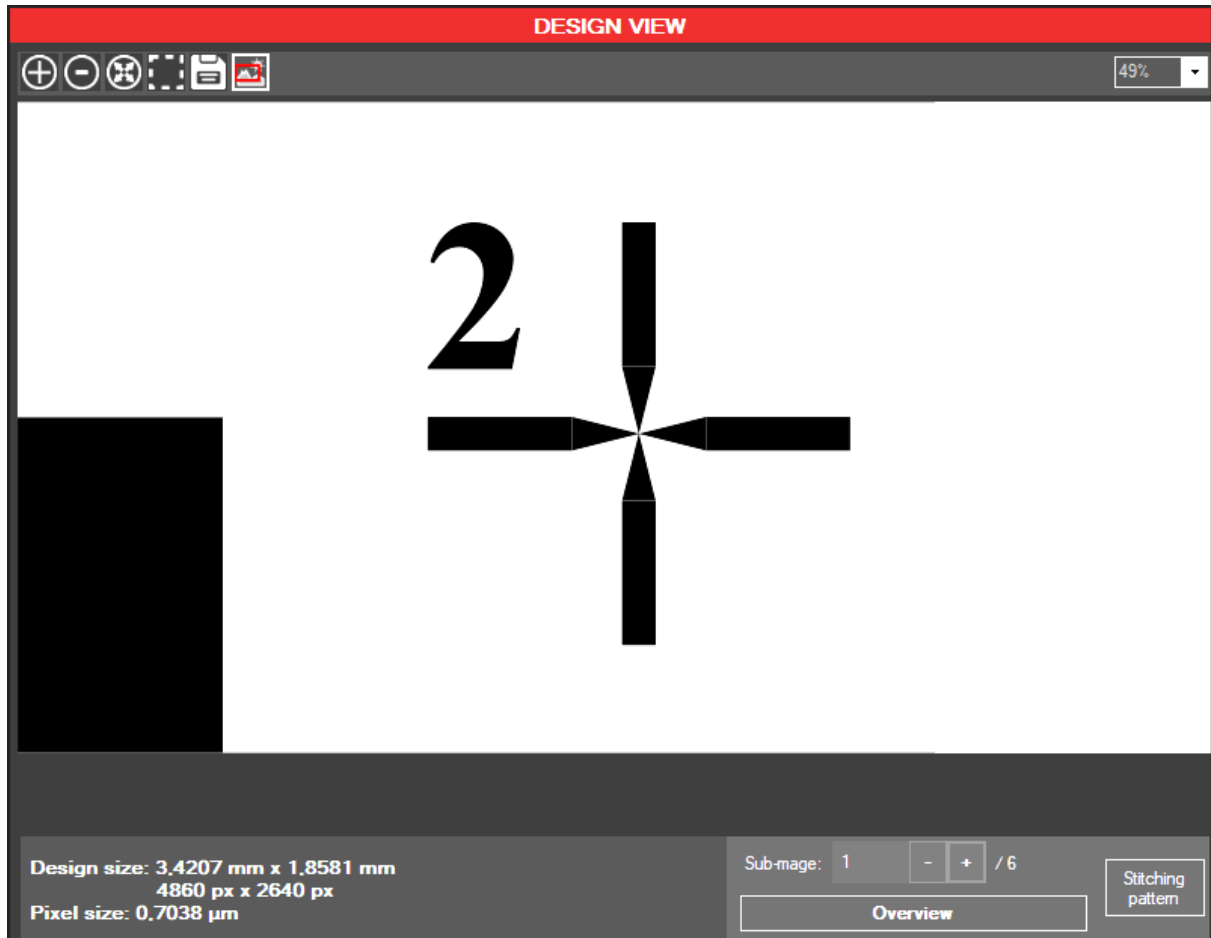 DESIGN VIEW
49%
2
Design size: 3,4207 mm x 1,8581 mm
4860 px x 2640 px
Pixel size: 0,7038 µm
Sub-mage: 1 - + / 6
Overview
Stitching
pattern